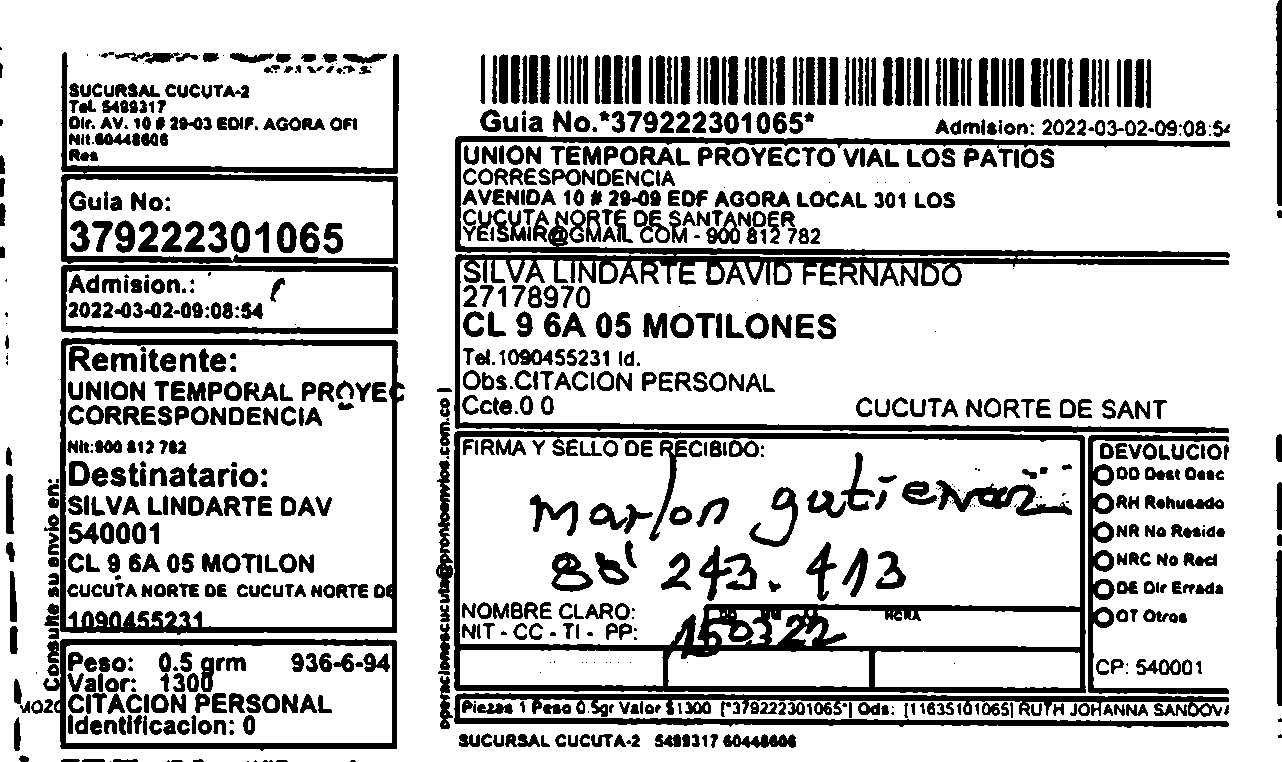 SUCURSAL CUCUTA-2
Tel. 5499317
Dir. AV. 10 # 29-03 EDIF. AGORA OFI
Nit.60448606
Res
Guia No:
379222301065
Admision.:
2022-03-02-09:08:54
Remitente:
UNION TEMPORAL PROYEC
CORRESPONDENCIA
Nit:900 812 782
Destinatario:
SILVA LINDARTE DAV
540001
CL 9 6A 05 MOTILON
CUCUTA NORTE DE CUCUTA NORTE DE
1090455231
Peso: 0.5 grm 936-6-94
Valor: 1300
CITACION PERSONAL
Identificacion: 0
Consulte su envio en:
operacionescucuta@prontoenvios.com.co |
Guia No.*379222301065*
Admision: 2022-03-02-09:08:54
UNION TEMPORAL PROYECTO VIAL LOS PATIOS
CORRESPONDENCIA
AVENIDA 10 # 29-09 EDF AGORA LOCAL 301 LOS
CUCUTA NORTE DE SANTANDER
YEISMIR@GMAIL COM - 900 812 782
SILVA LINDARTE DAVID FERNANDO
27178970
CL 9 6A 05 MOTILONES
Tel.1090455231 Id.
Obs.CITACION PERSONAL
Ccte.0 0 CUCUTA NORTE DE SANT
FIRMA Y SELLO DE RECIBIDO:
Marlon gutierrez
88' 243. 413
NOMBRE CLARO:
NIT - CC - TI - PP:
HORA
150322
DEVOLUCION
DD Dest Desc
RH Rehusado
NR No Reside
NRC No Recl
DE Dir Errada
OT Otros
CP: 540001
Piezas 1 Peso 0.5gr Valor $1300 [*379222301065*] Ods: [11635101065] RUTH JOHANNA SANDOVA
SUCURSAL CUCUTA-2 5499317 60448606